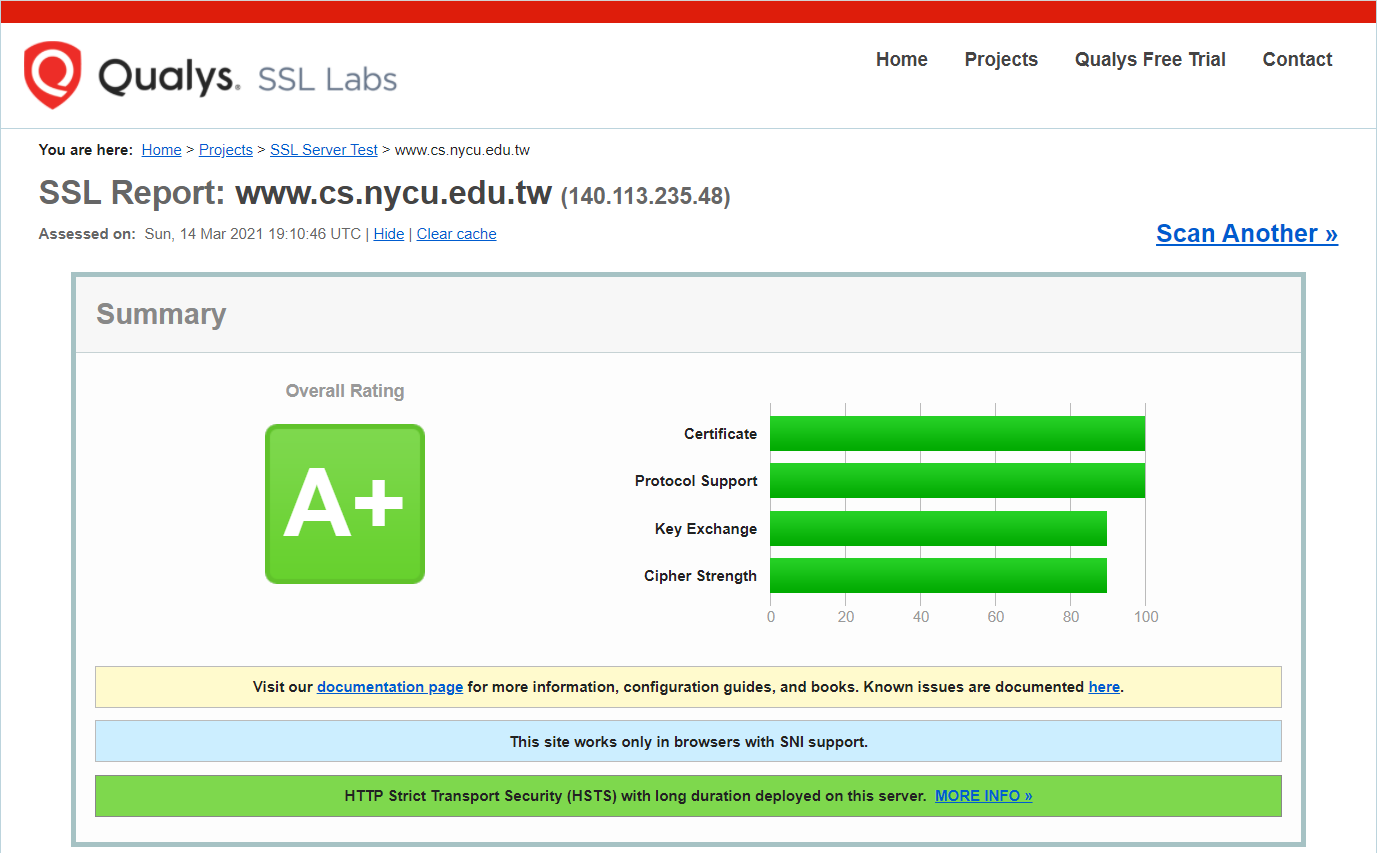 Qualys. SSL Labs
Home Projects Qualys Free Trial Contact
You are here: Home > Projects > SSL Server Test > www.cs.nycu.edu.tw
SSL Report: www.cs.nycu.edu.tw (140.113.235.48)
Assessed on: Sun, 14 Mar 2021 19:10:46 UTC | Hide | Clear cache
Scan Another »
Summary
Overall Rating
A+
Certificate
Protocol Support
Key Exchange
Cipher Strength
0 20 40 60 80 100
Visit our documentation page for more information, configuration guides, and books. Known issues are documented here.
This site works only in browsers with SNI support.
HTTP Strict Transport Security (HSTS) with long duration deployed on this server. MORE INFO »